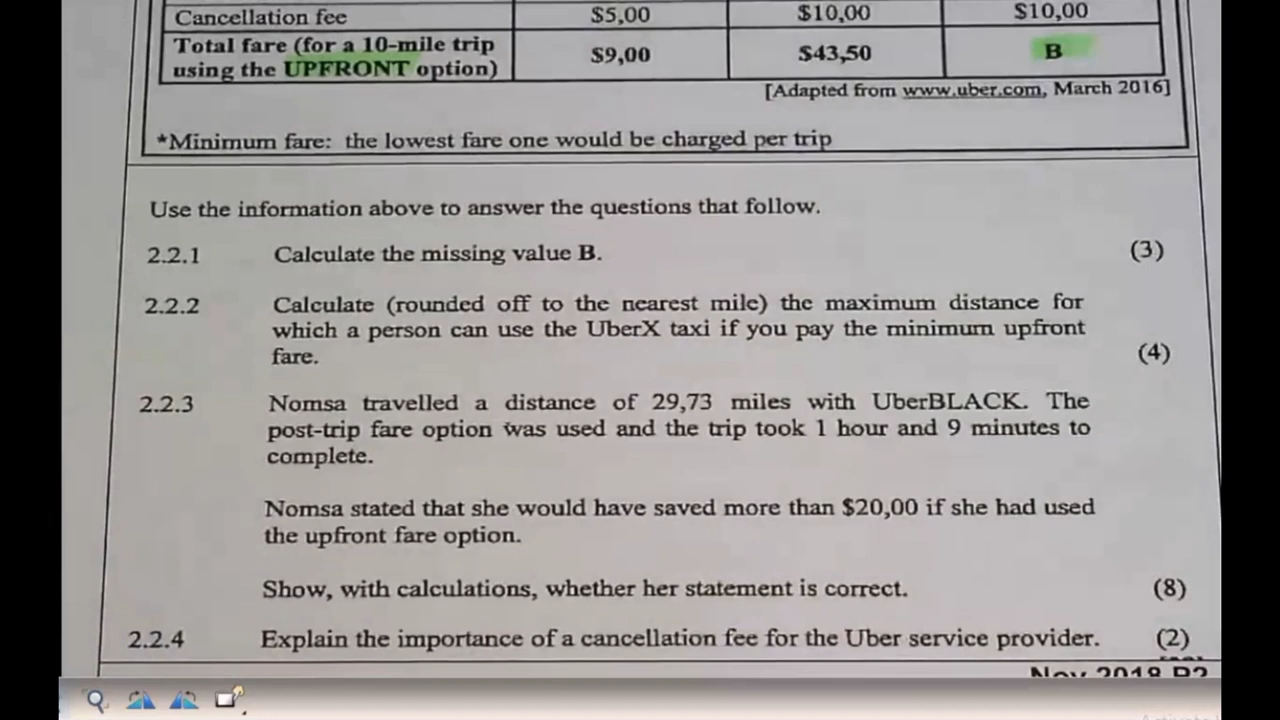 Cancellation fee $5,00 $10,00 $10,00
Total fare (for a 10-mile trip
using the UPFRONT option) $9,00 $43,50 B
[Adapted from www.uber.com, March 2016]
*Minimum fare: the lowest fare one would be charged per trip
Use the information above to answer the questions that follow.
2.2.1 Calculate the missing value B. (3)
2.2.2 Calculate (rounded off to the nearest mile) the maximum distance for
which a person can use the UberX taxi if you pay the minimum upfront
fare. (4)
2.2.3 Nomsa travelled a distance of 29,73 miles with UberBLACK. The
post-trip fare option was used and the trip took 1 hour and 9 minutes to
complete.
Nomsa stated that she would have saved more than $20,00 if she had used
the upfront fare option.
Show, with calculations, whether her statement is correct. (8)
2.2.4 Explain the importance of a cancellation fee for the Uber service provider. (2)
Nov 2018 P2